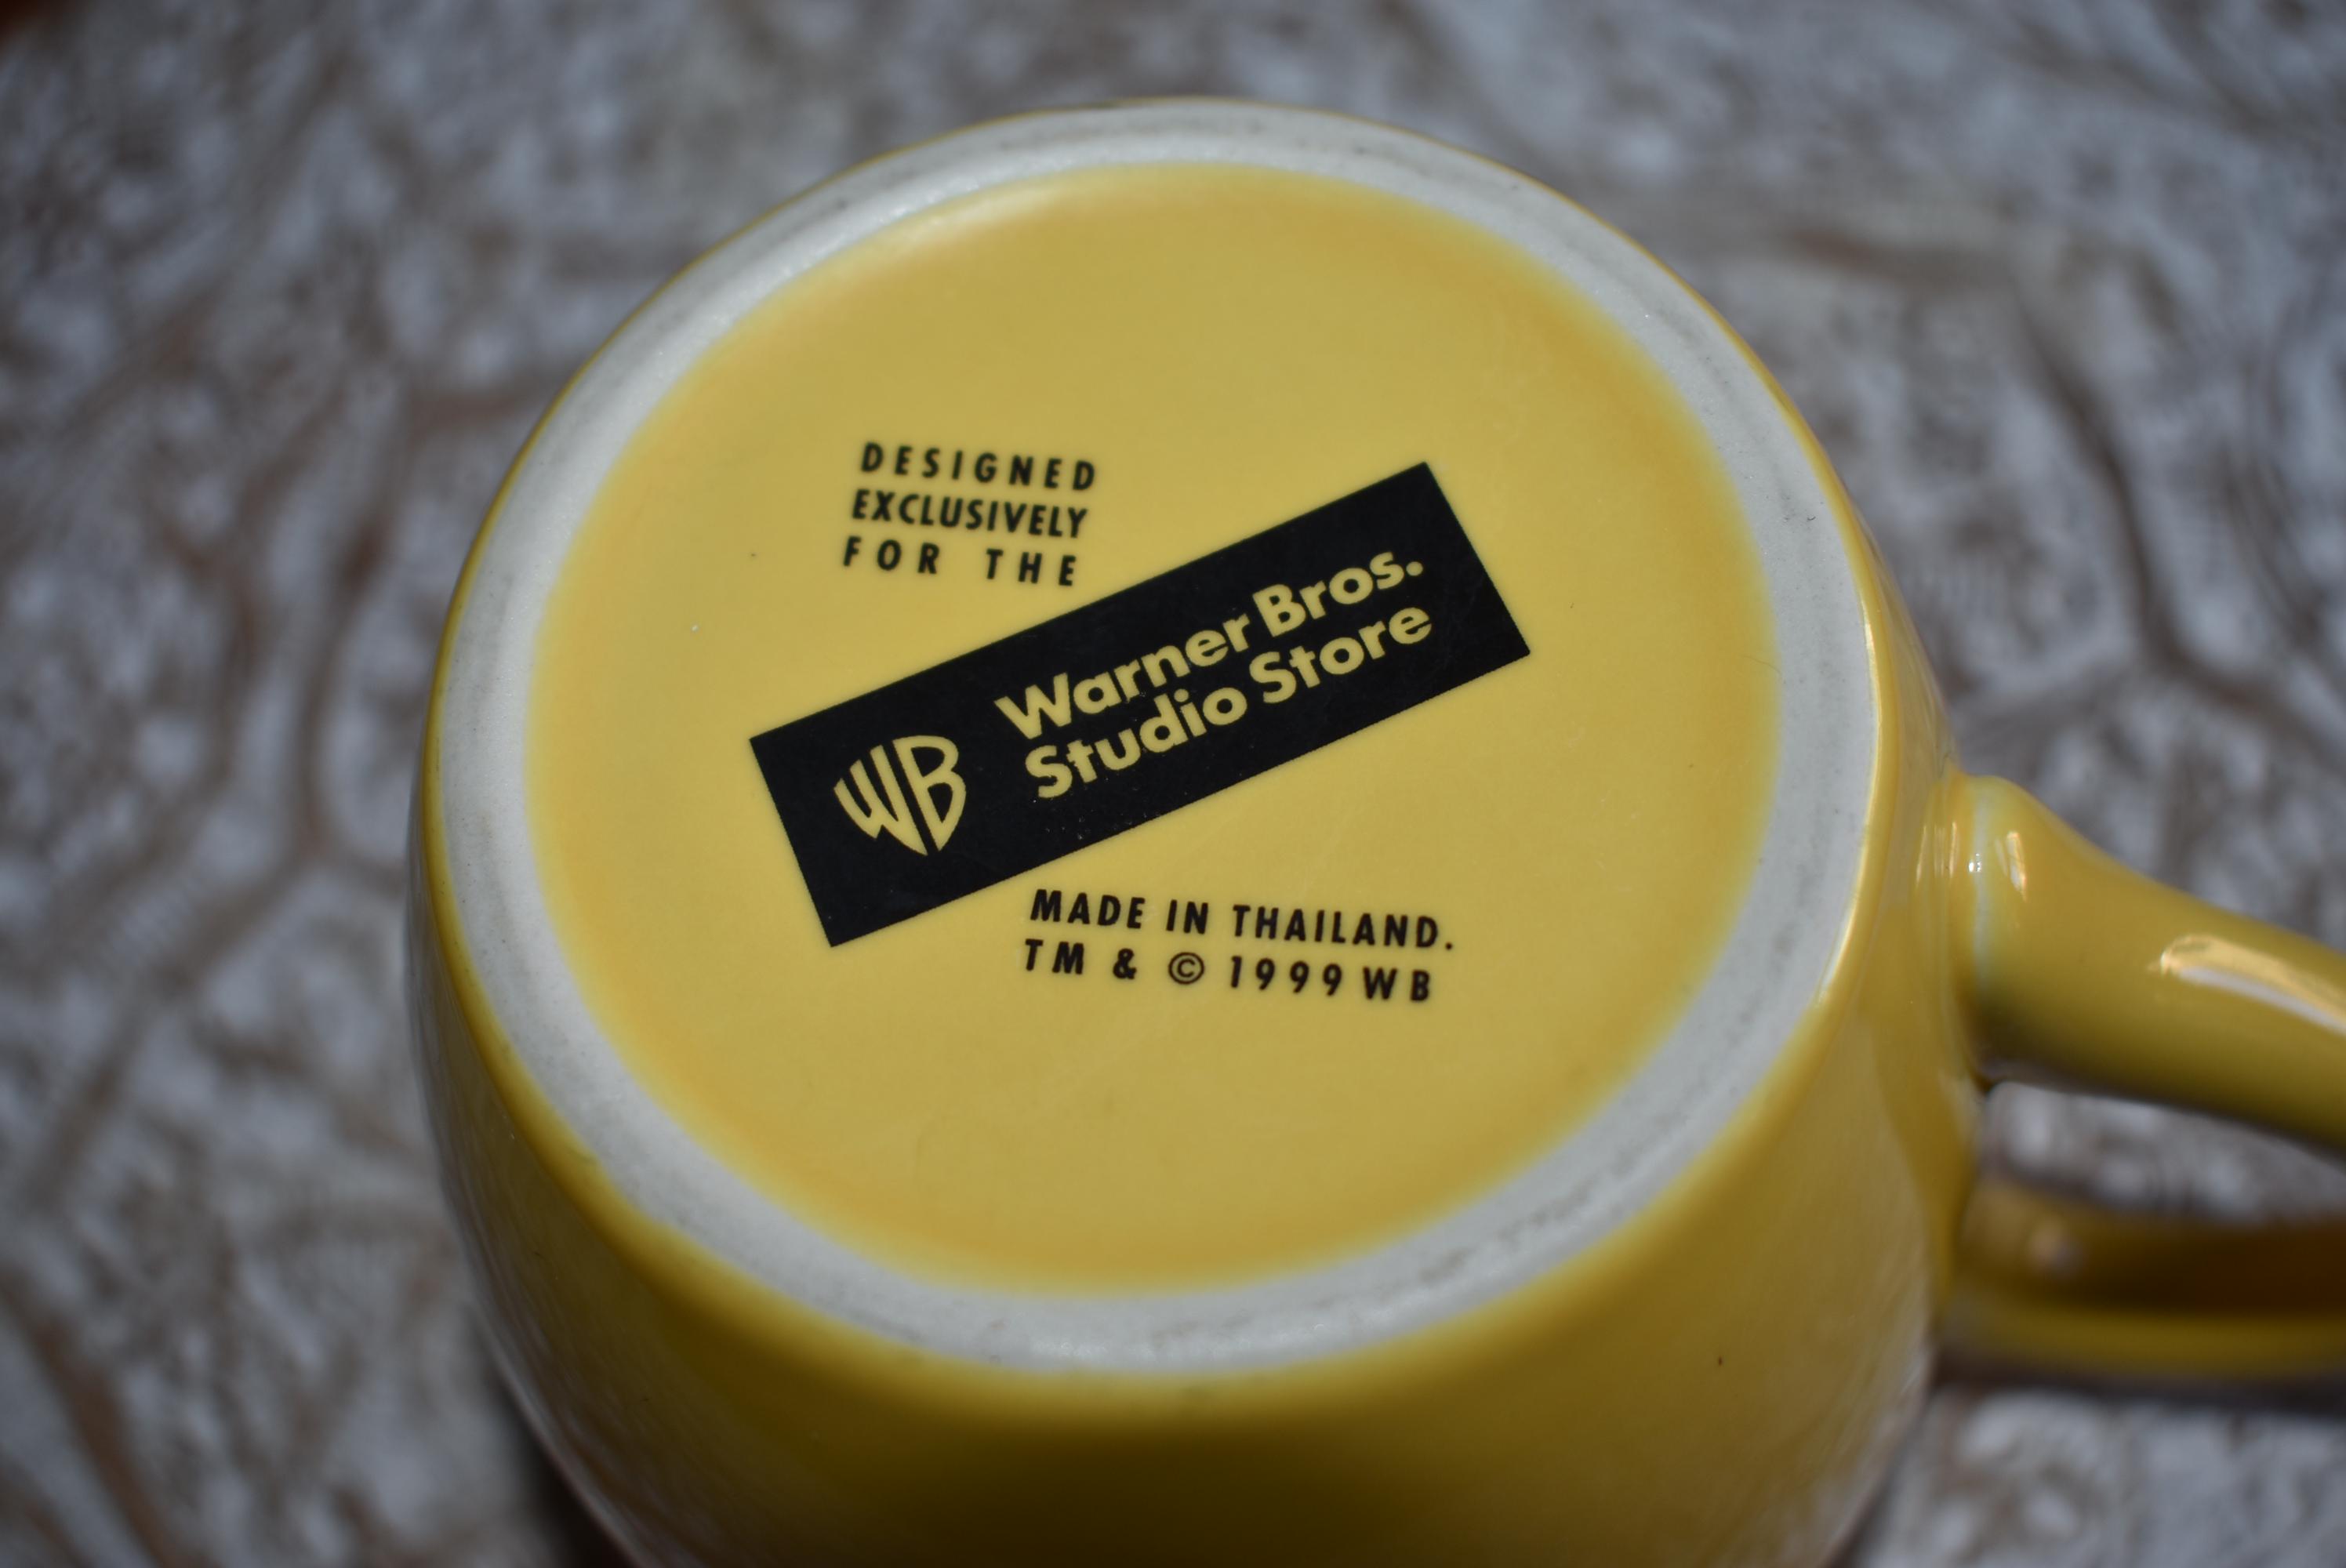 DESIGNED
EXCLUSIVELY
FOR THE
WB
Warner Bros.
Studio Store
MADE IN THAILAND.
TM & © 1999 WB